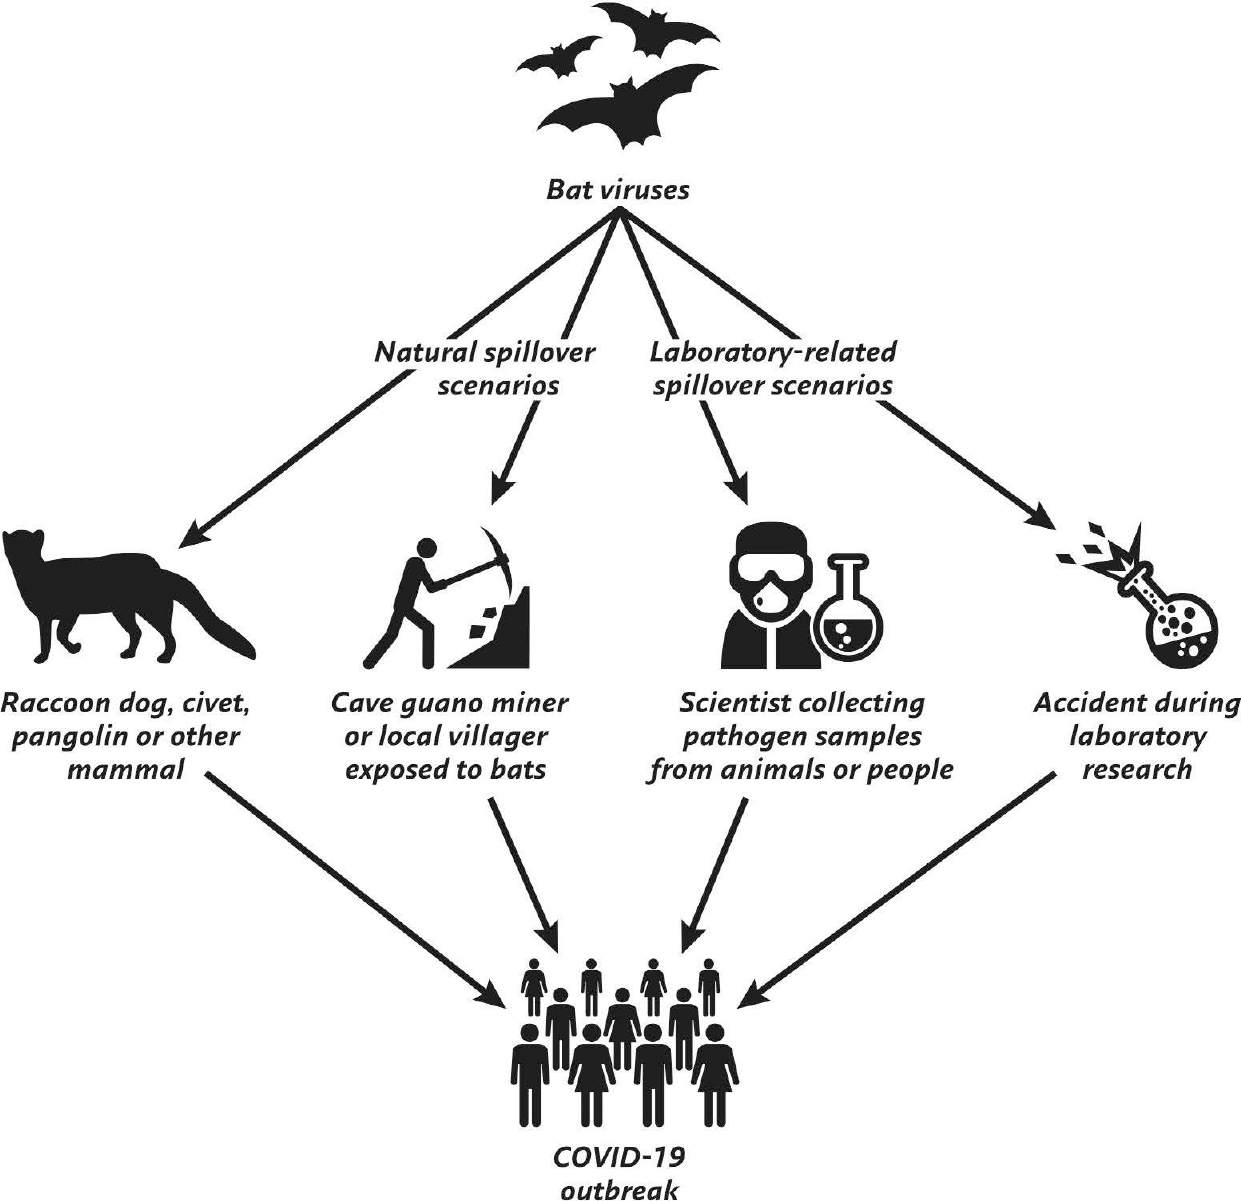 Bat viruses
Natural spillover
scenarios
Laboratory-related
spillover scenarios
Raccoon dog, civet,
pangolin or other
mammal
Cave guano miner
or local villager
exposed to bats
Scientist collecting
pathogen samples
from animals or people
Accident during
laboratory
research
COVID-19
outbreak